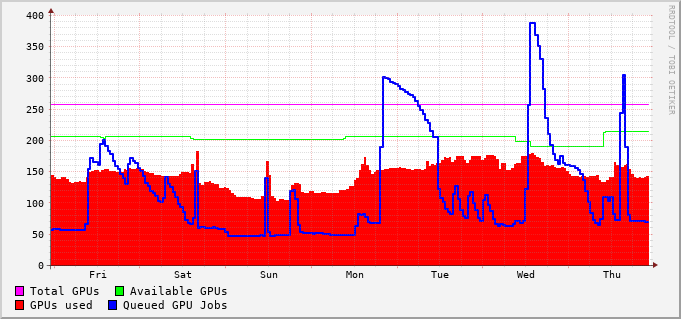 400
350
300
250
200
150
100
50
0
Fri Sat Sun Mon Tue Wed Thu
Total GPUs Available GPUs
GPUs used Queued GPU Jobs
RRDTOOL / TOBI OETIKER